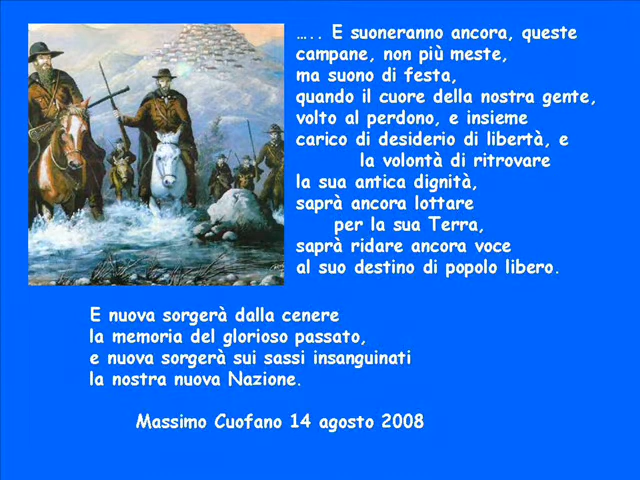 ….. E suoneranno ancora, queste
campane, non più meste,
ma suono di festa,
quando il cuore della nostra gente,
volto al perdono, e insieme
carico di desiderio di libertà, e
la volontà di ritrovare
la sua antica dignità,
saprà ancora lottare
per la sua Terra,
saprà ridare ancora voce
al suo destino di popolo libero.
E nuova sorgerà dalla cenere
la memoria del glorioso passato,
e nuova sorgerà sui sassi insanguinati
la nostra nuova Nazione.
Massimo Cuofano 14 agosto 2008